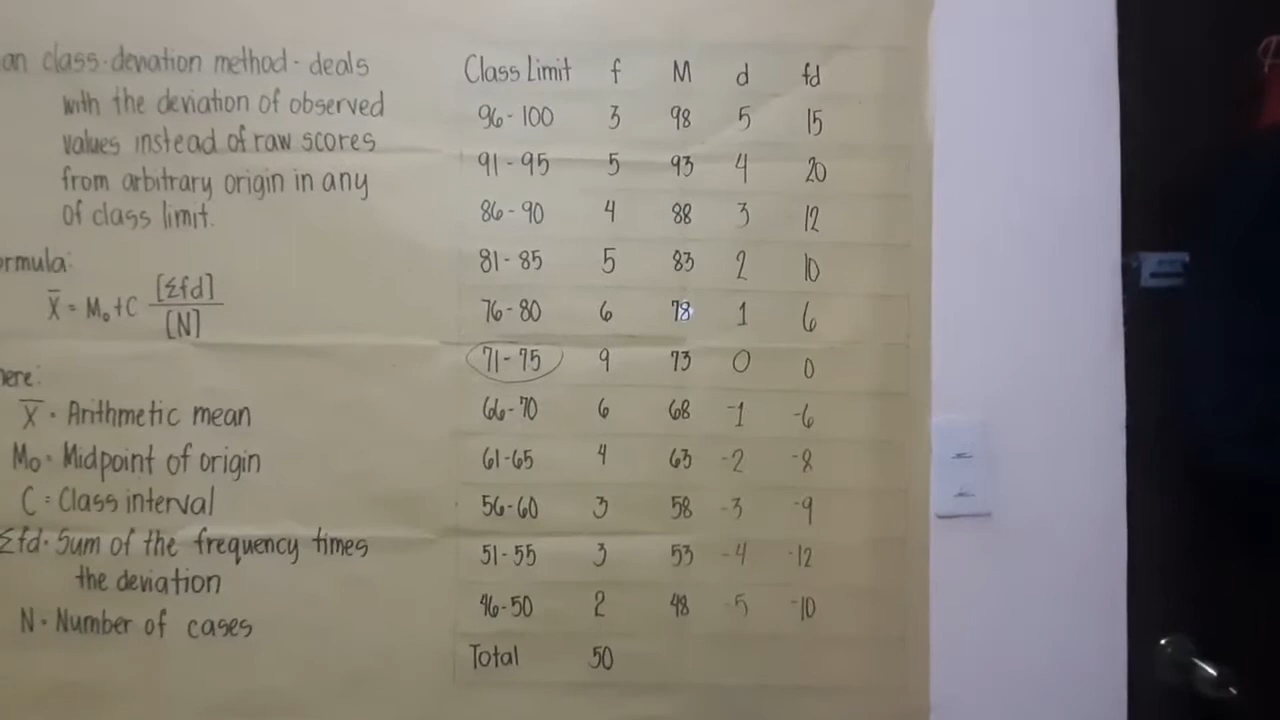 an class-deviation method - deals
with the deviation of observed
values instead of raw scores
from arbitrary origin in any
of class limit.
ormula:
X̄ = M₀ + C [Σfd]
[N]
here:
X̄ = Arithmetic mean
M₀ = Midpoint of origin
C = Class interval
Σfd = Sum of the frequency times
the deviation
N = Number of cases
Class Limit f M d fd
96 - 100 3 98 5 15
91 - 95 5 93 4 20
86 - 90 4 88 3 12
81 - 85 5 83 2 10
76 - 80 6 78 1 6
71 - 75 9 73 0 0
66 - 70 6 68 -1 -6
61 - 65 4 63 -2 -8
56 - 60 3 58 -3 -9
51 - 55 3 53 -4 -12
46 - 50 2 48 -5 -10
Total 50